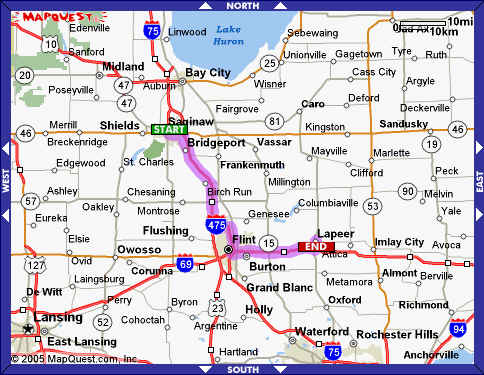 NORTH
MAPQUEST
75
Lake
Huron
10mi
10km
Edenville
Linwood
Sebewaing
10
Sanford
Unionville
Gagetown
Tyre
Ruth
Midland
Bay City
25
20
Cass City
Poseyville
47
Auburn
Wisner
Argyle
47
Fairgrove
Caro
Deford
Deckerville
Shields
START
Saginaw
81
Merrill
46
Kingston
Sandusky
19
46
Breckenridge
Bridgeport
Vassar
St. Charles
Frankenmuth
Mayville
Marlette
Edgewood
Clifford
Peck
WEST
EAST
57
Ashley
Chesaning
Birch Run
Millington
90
Melvin
Oakley
Montrose
Columbiaville
53
Yale
Eureka
475
Genesee
Elsie
Flushing
Lapeer
Flint
15
END
Imlay City
Avoca
Ovid
Owosso
Attica
127
69
Burton
Corunna
Laingsburg
Grand Blanc
Metamora
Almont
Berville
De Witt
Perry
Byron
23
Oxford
Richmond
Lansing
52
Cohoctah
Holly
Argentine
94
East Lansing
Waterford
Rochester Hills
Hartland
75
Anchorville
© 2005 MapQuest.com, Inc
SOUTH